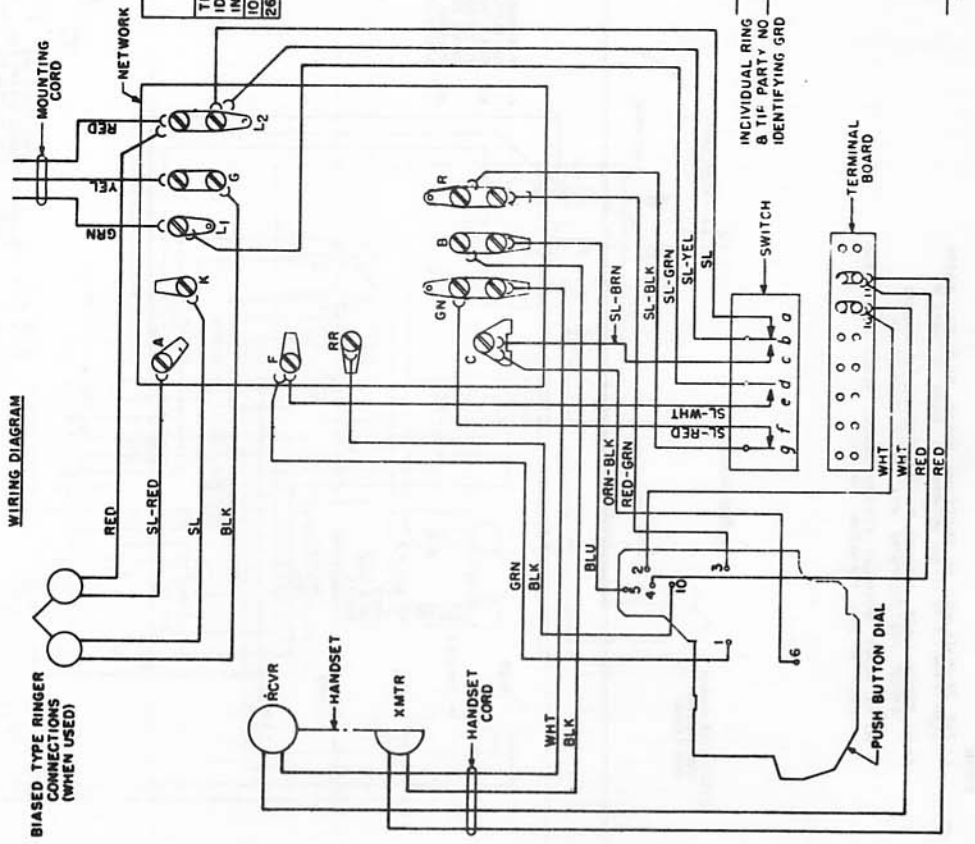 WIRING DIAGRAM
BIASED TYPE RINGER
CONNECTIONS
(WHEN USED)
RED
SL-RED
SL
BLK
MOUNTING
CORD
NETWORK
RED
YEL
GRN
L2
G
L1
K
A
F
RR
R
B
GN
C
RCVR
HANDSET
XMTR
HANDSET
CORD
WHT
BLK
GRN
BLK
BLU
ORN-BLK
RED-GRN
SL-BRN
SL-BLK
SL-GRN
SL-YEL
SL
SL-WHT
SL-RED
SWITCH
a
b
c
d
e
f
g
INDIVIDUAL RING
& TIP PARTY NO
IDENTIFYING GRD
TERMINAL
BOARD
WHT
WHT
RED
RED
1
2
3
4
5
6
10
PUSH BUTTON DIAL
IO
26